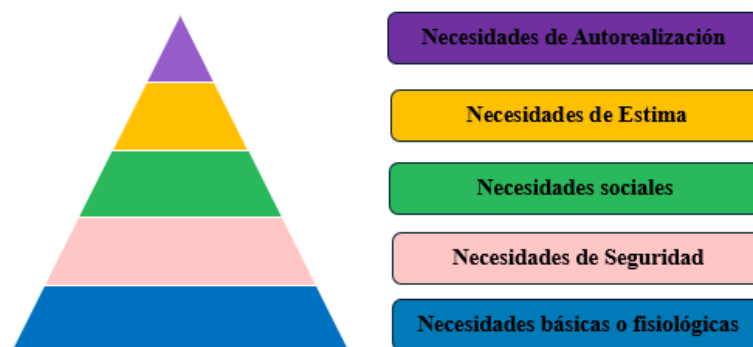 Necesidades de Autorealización
Necesidades de Estima
Necesidades sociales
Necesidades de Seguridad
Necesidades básicas o fisiológicas